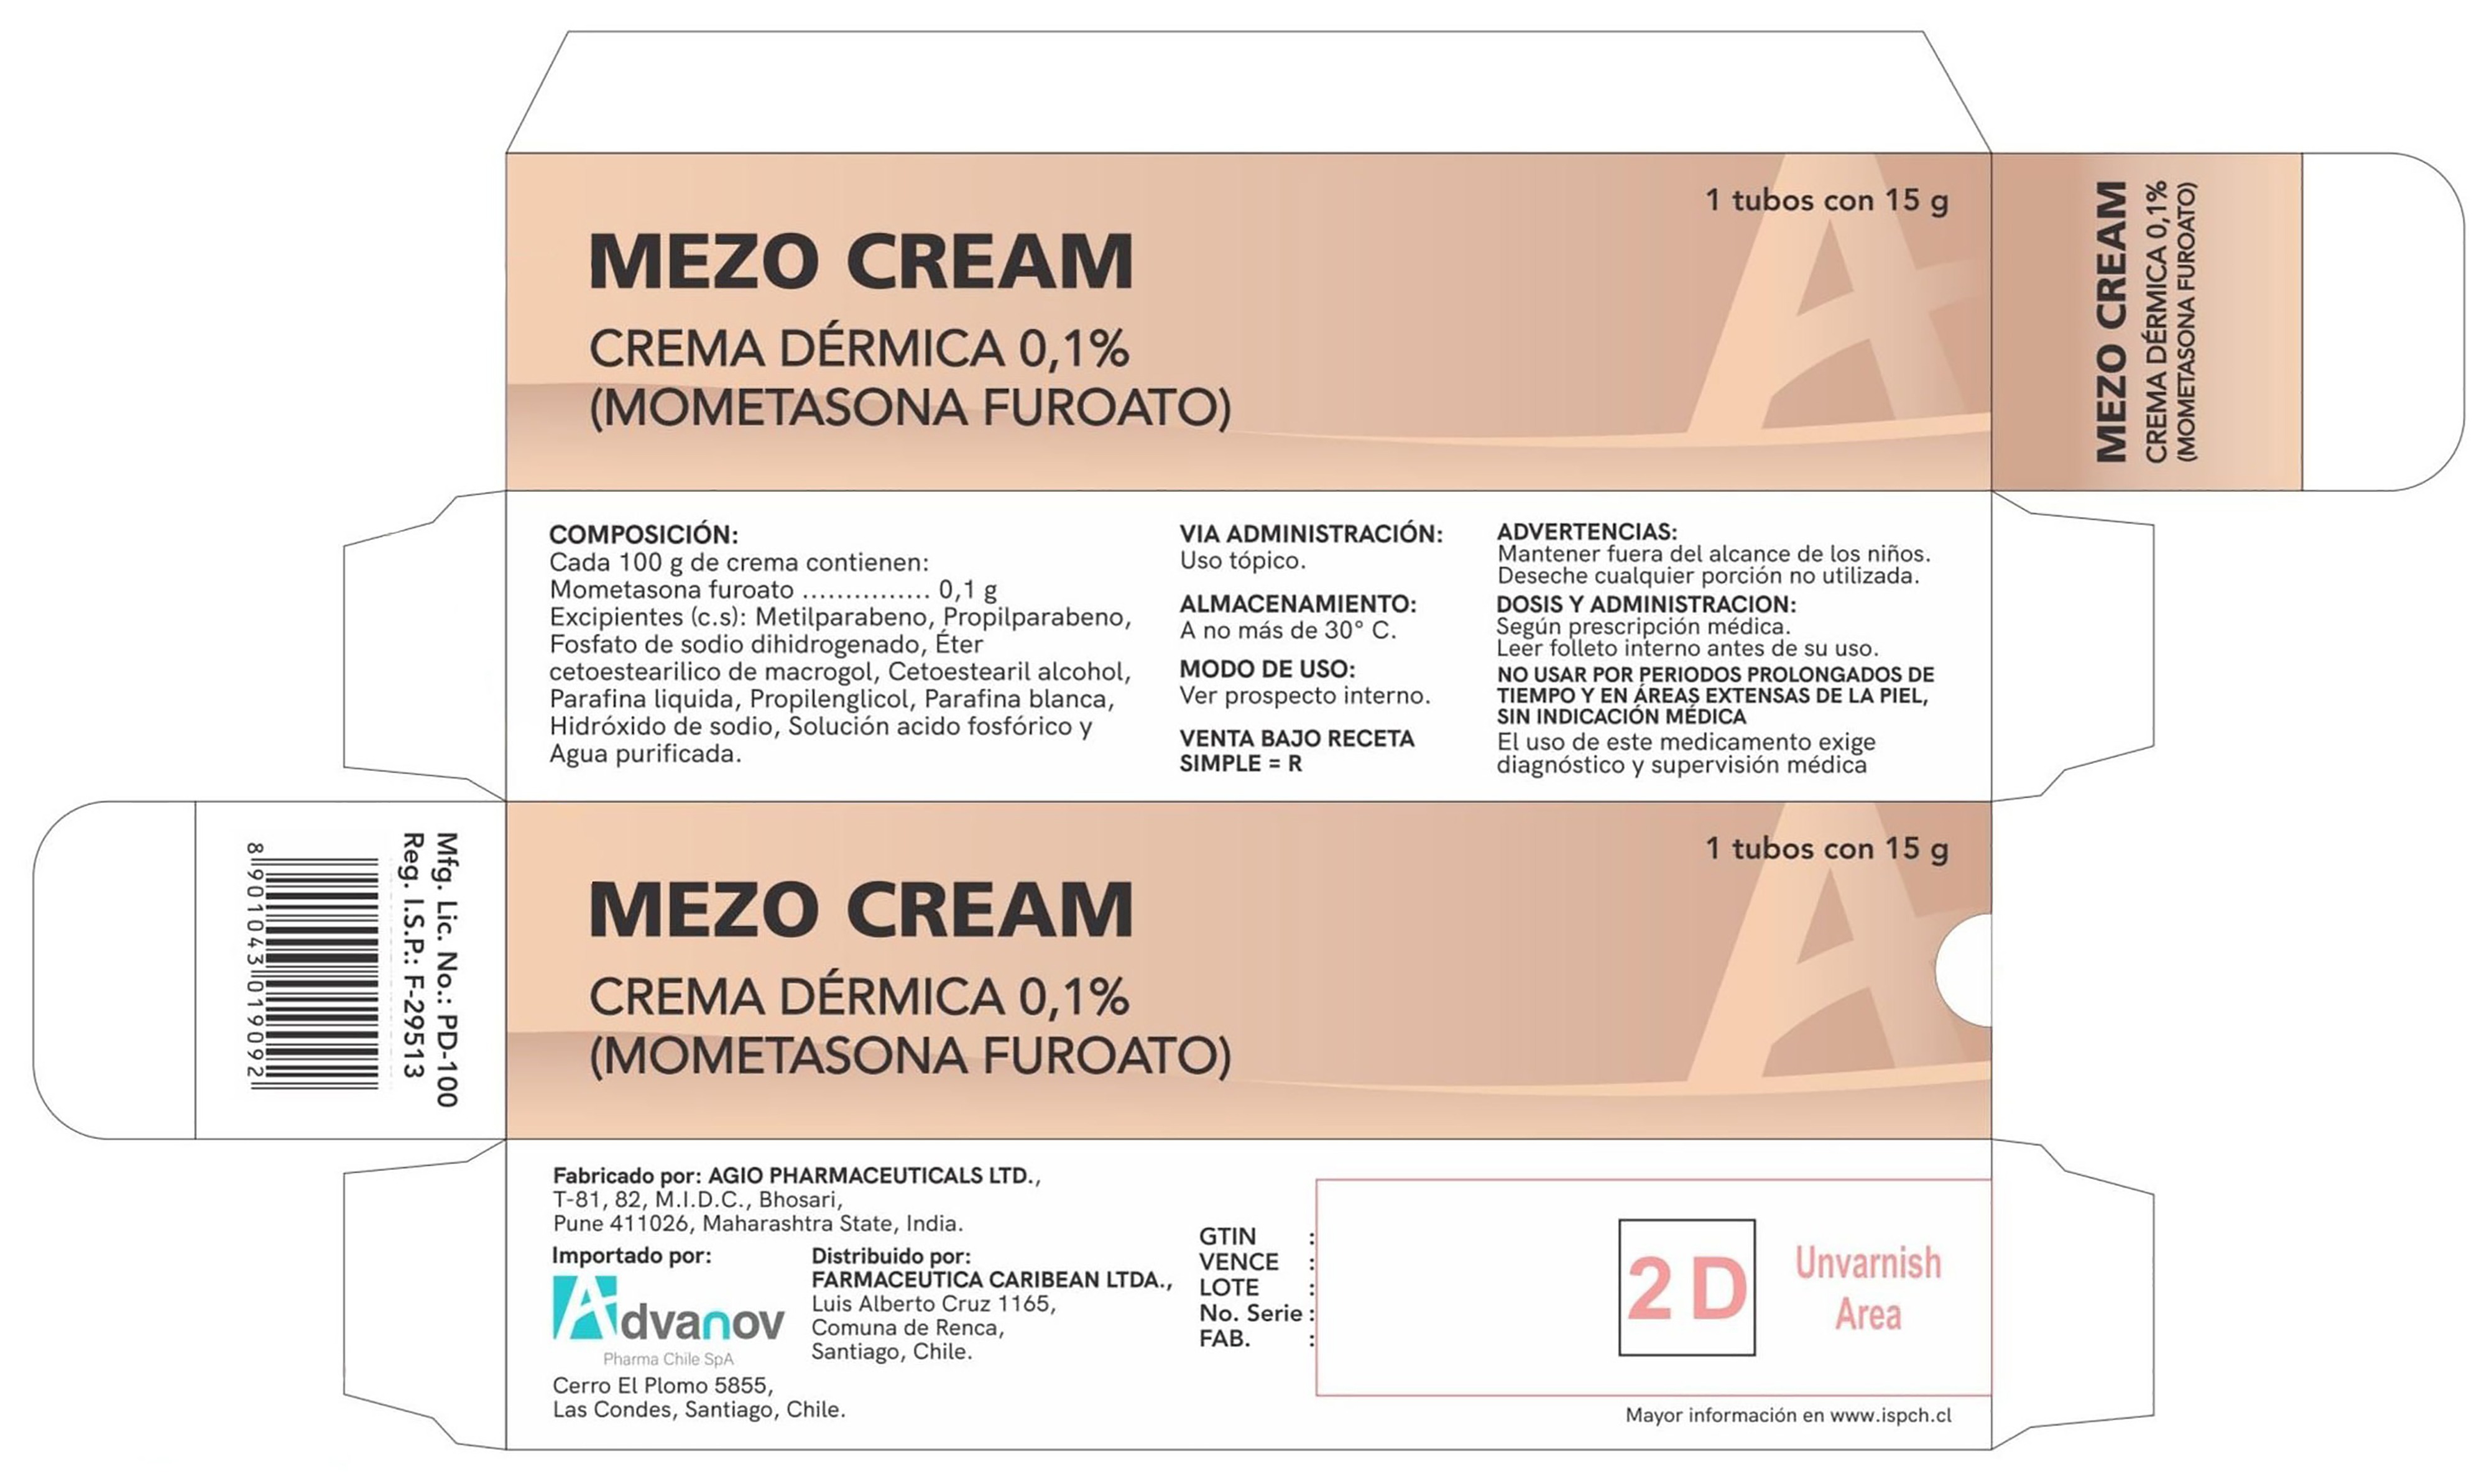 1 tubos con 15 g
MEZO CREAM
CREMA DÉRMICA 0,1%
(MOMETASONA FUROATO)
MEZO CREAM
CREMA DÉRMICA 0,1%
(MOMETASONA FUROATO)
COMPOSICIÓN:
Cada 100 g de crema contienen:
Mometasona furoato ............... 0,1 g
Excipientes (c.s): Metilparabeno, Propilparabeno,
Fosfato de sodio dihidrogenado, Éter
cetoestearilico de macrogol, Cetoestearil alcohol,
Parafina liquida, Propilenglicol, Parafina blanca,
Hidróxido de sodio, Solución acido fosfórico y
Agua purificada.
VIA ADMINISTRACIÓN:
Uso tópico.
ALMACENAMIENTO:
A no más de 30° C.
MODO DE USO:
Ver prospecto interno.
VENTA BAJO RECETA
SIMPLE = R
ADVERTENCIAS:
Mantener fuera del alcance de los niños.
Deseche cualquier porción no utilizada.
DOSIS Y ADMINISTRACION:
Según prescripción médica.
Leer folleto interno antes de su uso.
NO USAR POR PERIODOS PROLONGADOS DE
TIEMPO Y EN ÁREAS EXTENSAS DE LA PIEL,
SIN INDICACIÓN MÉDICA
El uso de este medicamento exige
diagnóstico y supervisión médica
Mfg. Lic. No.: PD-100
Reg. I.S.P.: F-29513
8 901043 019092
1 tubos con 15 g
MEZO CREAM
CREMA DÉRMICA 0,1%
(MOMETASONA FUROATO)
Fabricado por: AGIO PHARMACEUTICALS LTD.,
T-81, 82, M.I.D.C., Bhosari,
Pune 411026, Maharashtra State, India.
Importado por:
Advanov
Pharma Chile SpA
Cerro El Plomo 5855,
Las Condes, Santiago, Chile.
Distribuido por:
FARMACEUTICA CARIBEAN LTDA.,
Luis Alberto Cruz 1165,
Comuna de Renca,
Santiago, Chile.
GTIN :
VENCE :
LOTE :
No. Serie :
FAB. :
2 D
Unvarnish
Area
Mayor información en www.ispch.cl